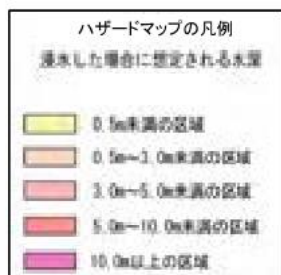 ハザードマップの凡例
浸水した場合に想定される水深
0.5m未満の区域
0.5m～3.0m未満の区域
3.0m～5.0m未満の区域
5.0m～10.0m未満の区域
10.0m以上の区域